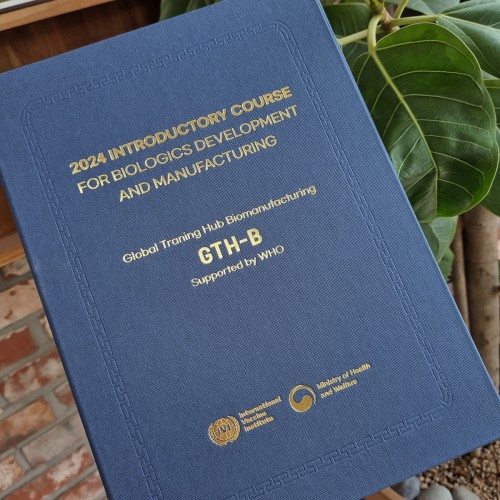 2024 INTRODUCTORY COURSE
FOR BIOLOGICS DEVELOPMENT
AND MANUFACTURING
Global Traning Hub Biomanufacturing
GTH-B
Supported by WHO
IVI
International
Vaccine
Institute
Ministry of Health
and Welfare